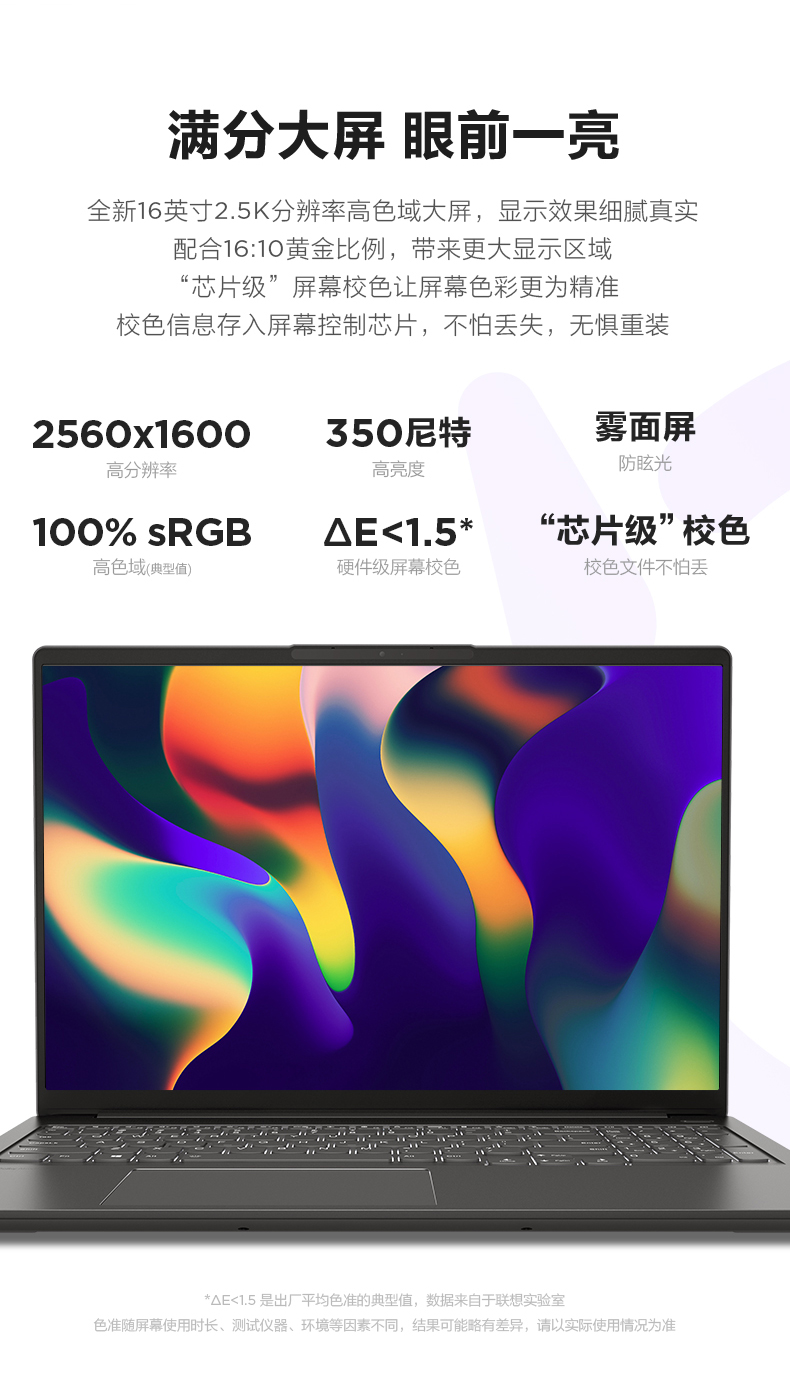 满分大屏 眼前一亮
全新16英寸2.5K分辨率高色域大屏，显示效果细腻真实
配合16:10黄金比例，带来更大显示区域
“芯片级”屏幕校色让屏幕色彩更为精准
校色信息存入屏幕控制芯片，不怕丢失，无惧重装
2560x1600 350尼特 雾面屏
高分辨率 高亮度 防眩光
100% sRGB ΔE<1.5* “芯片级”校色
高色域(典型值) 硬件级屏幕校色 校色文件不怕丢
*ΔE<1.5 是出厂平均色准的典型值，数据来自于联想实验室
色准随屏幕使用时长、测试仪器、环境等因素不同，结果可能略有差异，请以实际使用情况为准